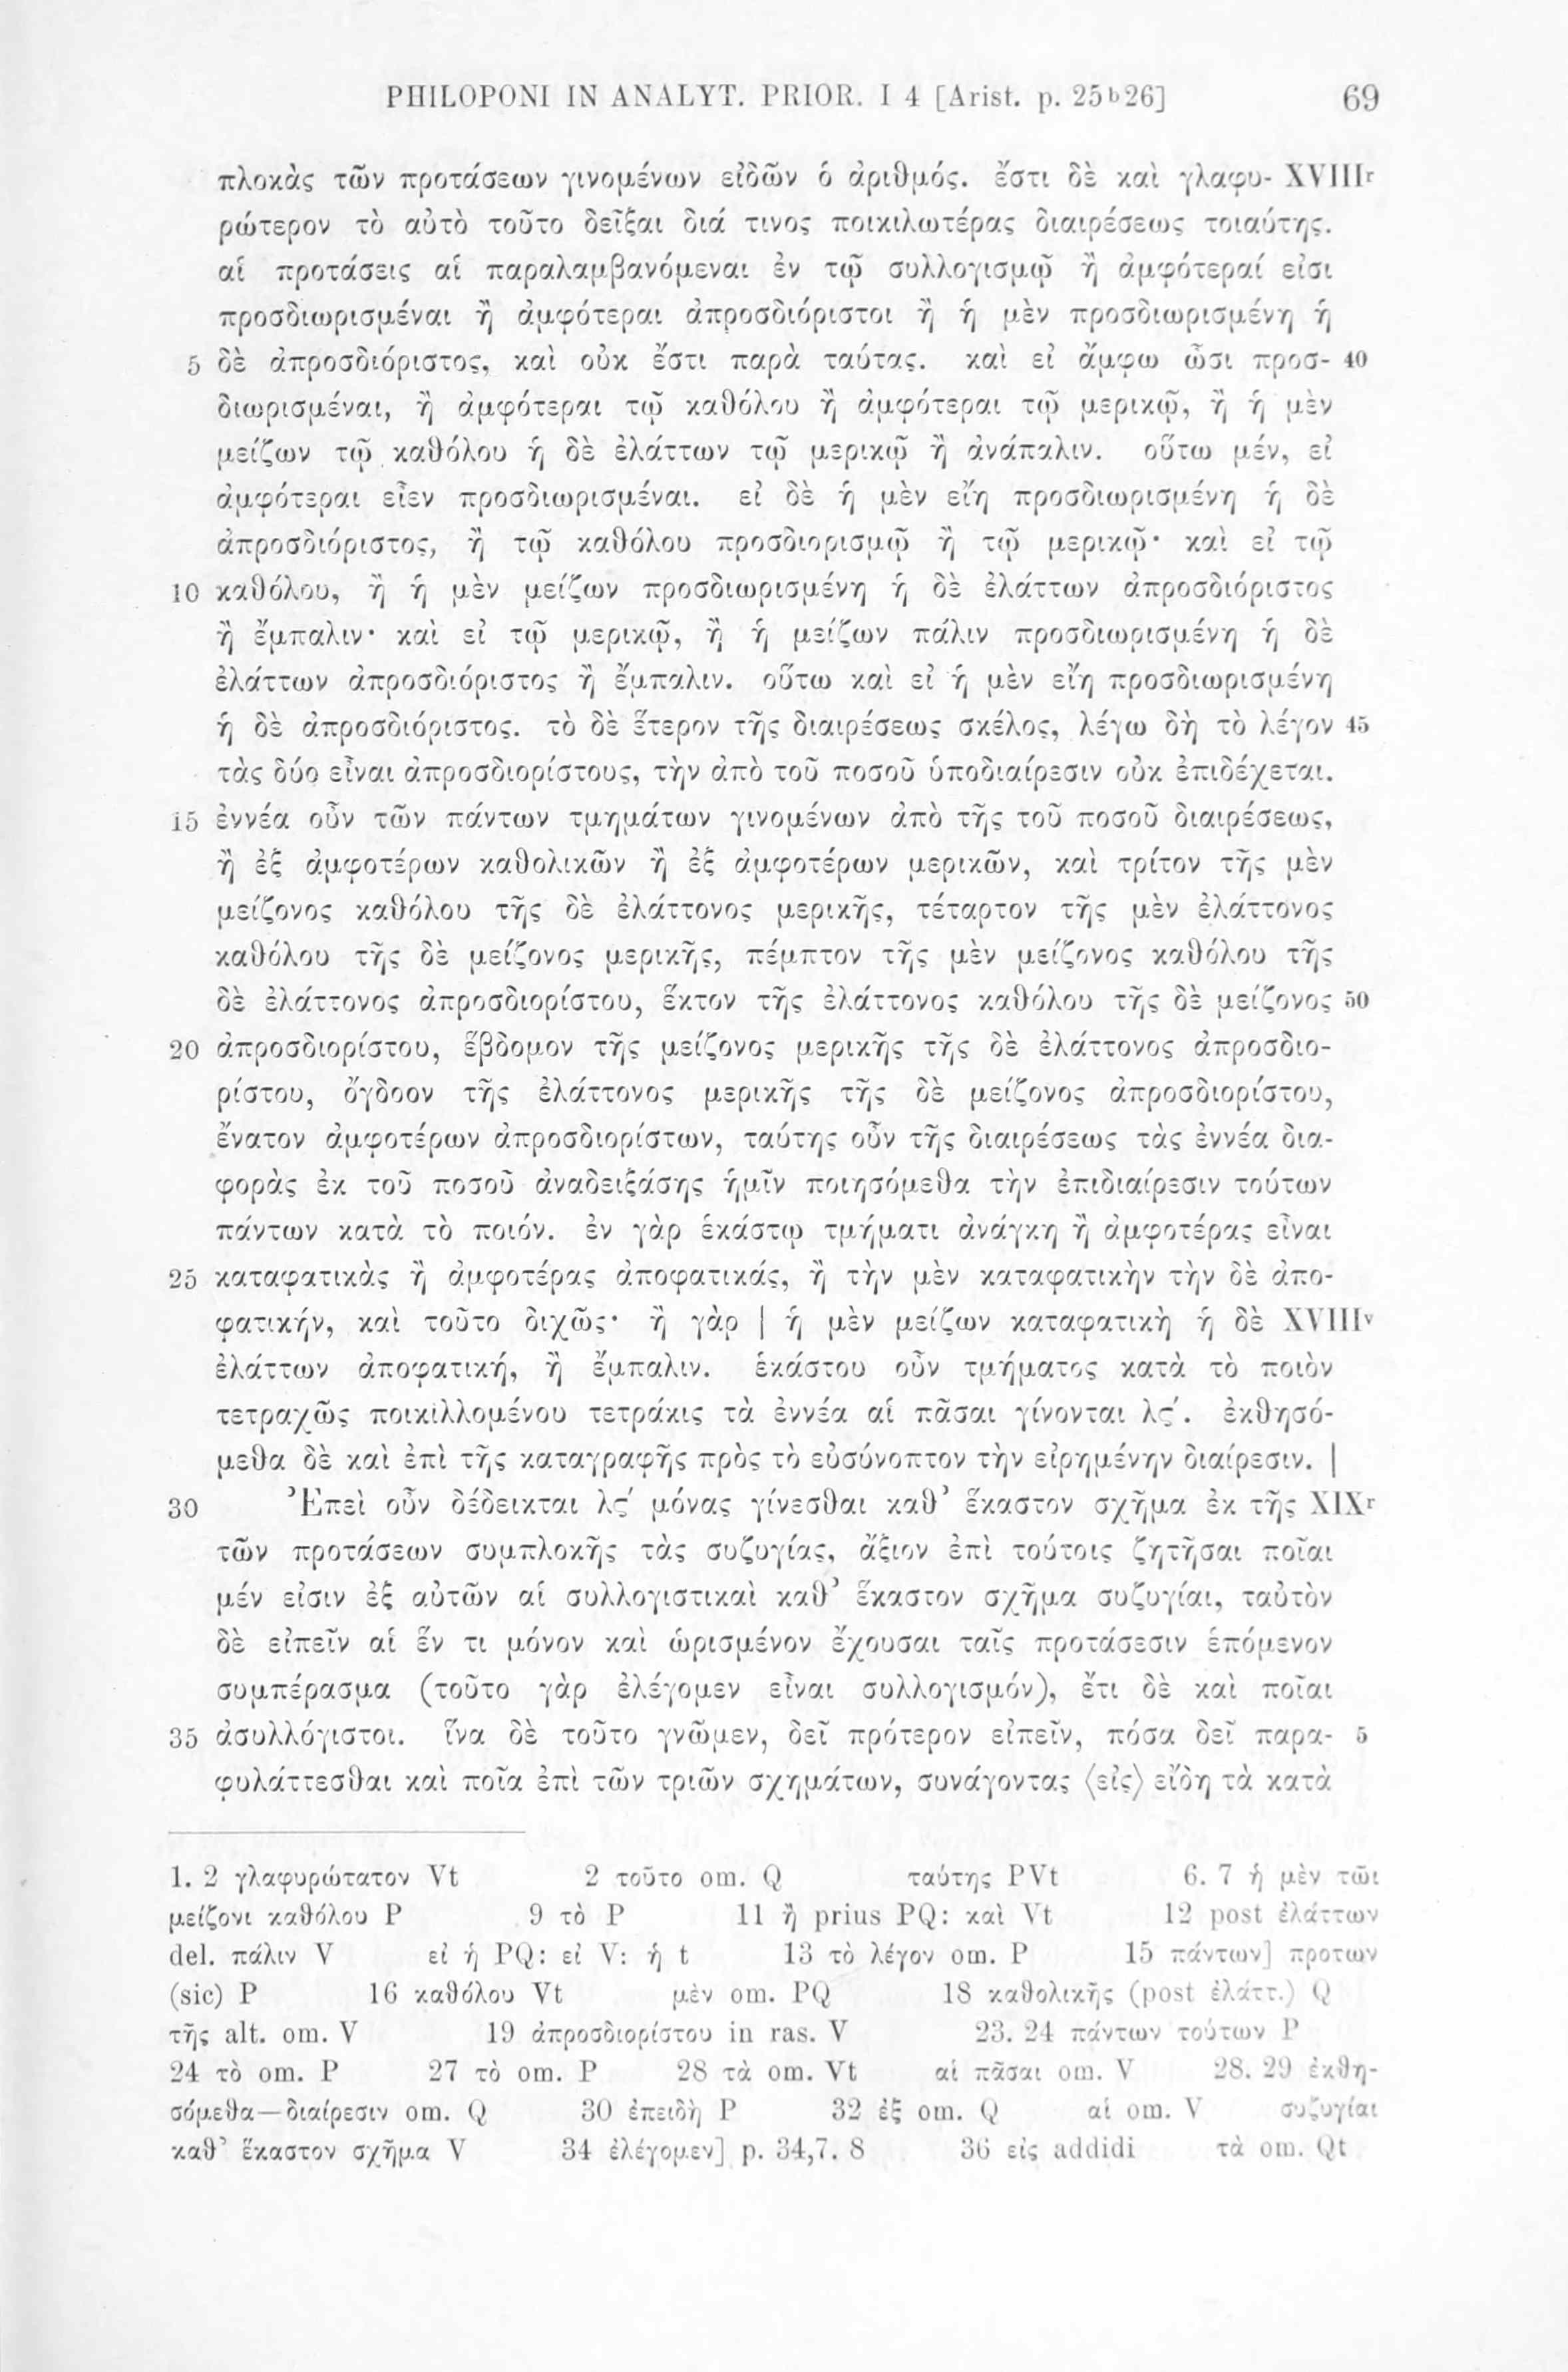 PHILOPONI IN ANALYT. PRIOR. I 4 [Arist. p. 25b26] 69
πλοκὰς τῶν προτάσεων γινομένων εἰδῶν ὁ ἀριθμός. ἔστι δὲ καὶ γλαφυ- XVIIIr
ρώτερον τὸ αὐτὸ τοῦτο δεῖξαι διά τινος ποικιλωτέρας διαιρέσεως τοιαύτης.
αἱ προτάσεις αἱ παραλαμβανόμεναι ἐν τῷ συλλογισμῷ ἢ ἀμφότεραί εἰσι
προσδιωρισμέναι ἢ ἀμφότεραι ἀπροσδιόριστοι ἢ ἡ μὲν προσδιωρισμένη ἡ
5 δὲ ἀπροσδιόριστος, καὶ οὐκ ἔστι παρὰ ταύτας. καὶ εἰ ἄμφω ὦσι προσ- 40
διωρισμέναι, ἢ ἀμφότεραι τῷ καθόλου ἢ ἀμφότεραι τῷ μερικῷ, ἢ ἡ μὲν
μείζων τῷ καθόλου ἡ δὲ ἐλάττων τῷ μερικῷ ἢ ἀνάπαλιν. οὕτω μέν, εἰ
ἀμφότεραι εἶεν προσδιωρισμέναι. εἰ δὲ ἡ μὲν εἴη προσδιωρισμένη ἡ δὲ
ἀπροσδιόριστος, ἢ τῷ καθόλου προσδιορισμῷ ἢ τῷ μερικῷ· καὶ εἰ τῷ
10 καθόλου, ἢ ἡ μὲν μείζων προσδιωρισμένη ἡ δὲ ἐλάττων ἀπροσδιόριστος
ἢ ἔμπαλιν· καὶ εἰ τῷ μερικῷ, ἢ ἡ μείζων πάλιν προσδιωρισμένη ἡ δὲ
ἐλάττων ἀπροσδιόριστος ἢ ἔμπαλιν. οὕτω καὶ εἰ ἡ μὲν εἴη προσδιωρισμένη
ἡ δὲ ἀπροσδιόριστος. τὸ δὲ ἕτερον τῆς διαιρέσεως σκέλος, λέγω δὴ τὸ λέγον 45
τὰς δύο εἶναι ἀπροσδιορίστους, τὴν ἀπὸ τοῦ ποσοῦ ὑποδιαίρεσιν οὐκ ἐπιδέχεται.
15 ἐννέα οὖν τῶν πάντων τμημάτων γινομένων ἀπὸ τῆς τοῦ ποσοῦ διαιρέσεως,
ἢ ἐξ ἀμφοτέρων καθολικῶν ἢ ἐξ ἀμφοτέρων μερικῶν, καὶ τρίτον τῆς μὲν
μείζονος καθόλου τῆς δὲ ἐλάττονος μερικῆς, τέταρτον τῆς μὲν ἐλάττονος
καθόλου τῆς δὲ μείζονος μερικῆς, πέμπτον τῆς μὲν μείζονος καθόλου τῆς
δὲ ἐλάττονος ἀπροσδιορίστου, ἕκτον τῆς ἐλάττονος καθόλου τῆς δὲ μείζονος 50
20 ἀπροσδιορίστου, ἕβδομον τῆς μείζονος μερικῆς τῆς δὲ ἐλάττονος ἀπροσδιο-
ρίστου, ὄγδοον τῆς ἐλάττονος μερικῆς τῆς δὲ μείζονος ἀπροσδιορίστου,
ἔνατον ἀμφοτέρων ἀπροσδιορίστων, ταύτης οὖν τῆς διαιρέσεως τὰς ἐννέα δια-
φορὰς ἐκ τοῦ ποσοῦ ἀναδειξάσης ἡμῖν ποιησόμεθα τὴν ἐπιδιαίρεσιν τούτων
πάντων κατὰ τὸ ποιόν. ἐν γὰρ ἑκάστῳ τμήματι ἀνάγκη ἢ ἀμφοτέρας εἶναι
25 καταφατικὰς ἢ ἀμφοτέρας ἀποφατικάς, ἢ τὴν μὲν καταφατικὴν τὴν δὲ ἀπο-
φατικήν, καὶ τοῦτο διχῶς· ἢ γὰρ | ἡ μὲν μείζων καταφατικὴ ἡ δὲ XVIIIv
ἐλάττων ἀποφατική, ἢ ἔμπαλιν. ἑκάστου οὖν τμήματος κατὰ τὸ ποιὸν
τετραχῶς ποικιλλομένου τετράκις τὰ ἐννέα αἱ πᾶσαι γίνονται λϛ΄. ἐκθησό-
μεθα δὲ καὶ ἐπὶ τῆς καταγραφῆς πρὸς τὸ εὐσύνοπτον τὴν εἰρημένην διαίρεσιν. |
30 Ἐπεὶ οὖν δέδεικται λϛ΄ μόνας γίνεσθαι καθ’ ἕκαστον σχῆμα ἐκ τῆς XIXr
τῶν προτάσεων συμπλοκῆς τὰς συζυγίας, ἄξιον ἐπὶ τούτοις ζητῆσαι ποῖαι
μέν εἰσιν ἐξ αὐτῶν αἱ συλλογιστικαὶ καθ’ ἕκαστον σχῆμα συζυγίαι, ταὐτὸν
δὲ εἰπεῖν αἱ ἕν τι μόνον καὶ ὡρισμένον ἔχουσαι ταῖς προτάσεσιν ἑπόμενον
συμπέρασμα (τοῦτο γὰρ ἐλέγομεν εἶναι συλλογισμόν), ἔτι δὲ καὶ ποῖαι
35 ἀσυλλόγιστοι. ἵνα δὲ τοῦτο γνῶμεν, δεῖ πρότερον εἰπεῖν, πόσα δεῖ παρα- 5
φυλάττεσθαι καὶ ποῖα ἐπὶ τῶν τριῶν σχημάτων, συνάγοντας ⟨εἰς⟩ εἴδη τὰ κατὰ
1. 2 γλαφυρώτατον Vt 2 τοῦτο om. Q ταύτης PVt 6. 7 ἡ μὲν τῶι
μείζονι καθόλου P 9 τὸ P 11 ἢ prius PQ: καὶ Vt 12 post ἐλάττων
del. πάλιν V εἰ ἡ PQ: εἰ V: ἡ t 13 τὸ λέγον om. P 15 πάντων] προτων
(sic) P 16 καθόλου Vt μὲν om. PQ 18 καθολικῆς (post ἐλάττ.) Q
τῆς alt. om. V 19 ἀπροσδιορίστου in ras. V 23. 24 πάντων τούτων P
24 τὸ om. P 27 τὸ om. P 28 τὰ om. Vt αἱ πᾶσαι om. V 28. 29 ἐκθη-
σόμεθα—διαίρεσιν om. Q 30 ἐπειδὴ P 32 ἐξ om. Q αἱ om. V συζυγίαι
καθ’ ἕκαστον σχῆμα V 34 ἐλέγομεν] p. 34,7. 8 36 εἰς addidi τὰ om. Qt